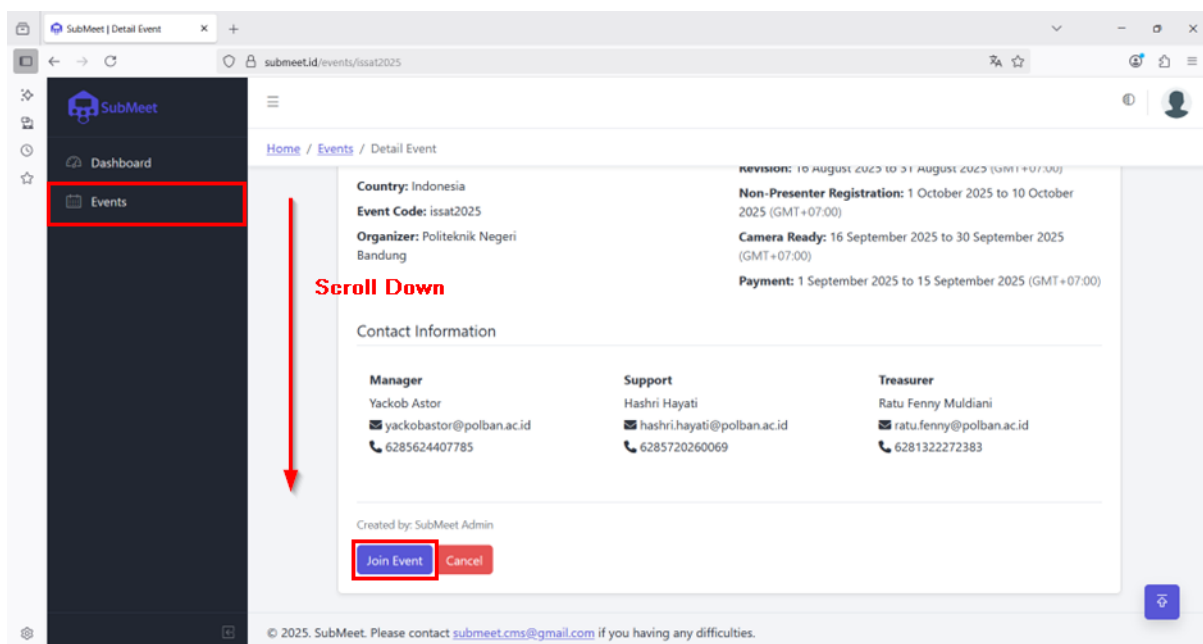 SubMeet | Detail Event
submeet.id/events/issat2025
SubMeet
Dashboard
Events
Home / Events / Detail Event
Country: Indonesia
Event Code: issat2025
Organizer: Politeknik Negeri
Bandung
Revision: 16 August 2025 to 31 August 2025 (GMT+07:00)
Non-Presenter Registration: 1 October 2025 to 10 October
2025 (GMT+07:00)
Camera Ready: 16 September 2025 to 30 September 2025
(GMT+07:00)
Payment: 1 September 2025 to 15 September 2025 (GMT+07:00)
Scroll Down
Contact Information
Manager
Yackob Astor
yackobastor@polban.ac.id
6285624407785
Support
Hashri Hayati
hashri.hayati@polban.ac.id
6285720260069
Treasurer
Ratu Fenny Muldiani
ratu.fenny@polban.ac.id
6281322272383
Created by: SubMeet Admin
Join Event
Cancel
© 2025. SubMeet. Please contact submeet.cms@gmail.com if you having any difficulties.